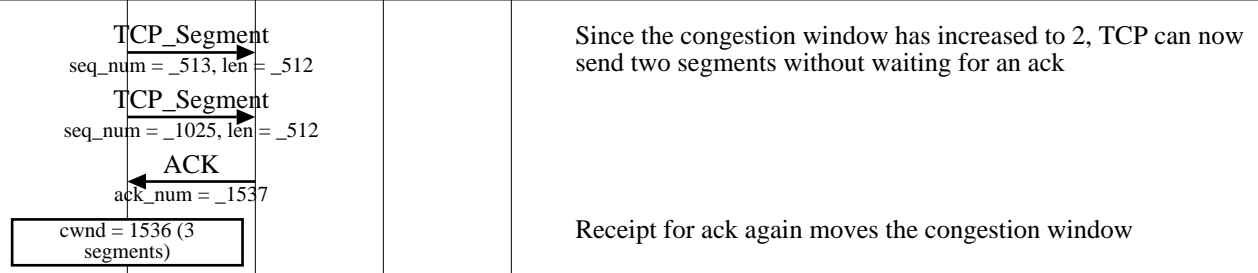 TCP_Segment
seq_num = _513, len = _512
Since the congestion window has increased to 2, TCP can now
send two segments without waiting for an ack
TCP_Segment
seq_num = _1025, len = _512
ACK
ack_num = _1537
cwnd = 1536 (3
segments)
Receipt for ack again moves the congestion window